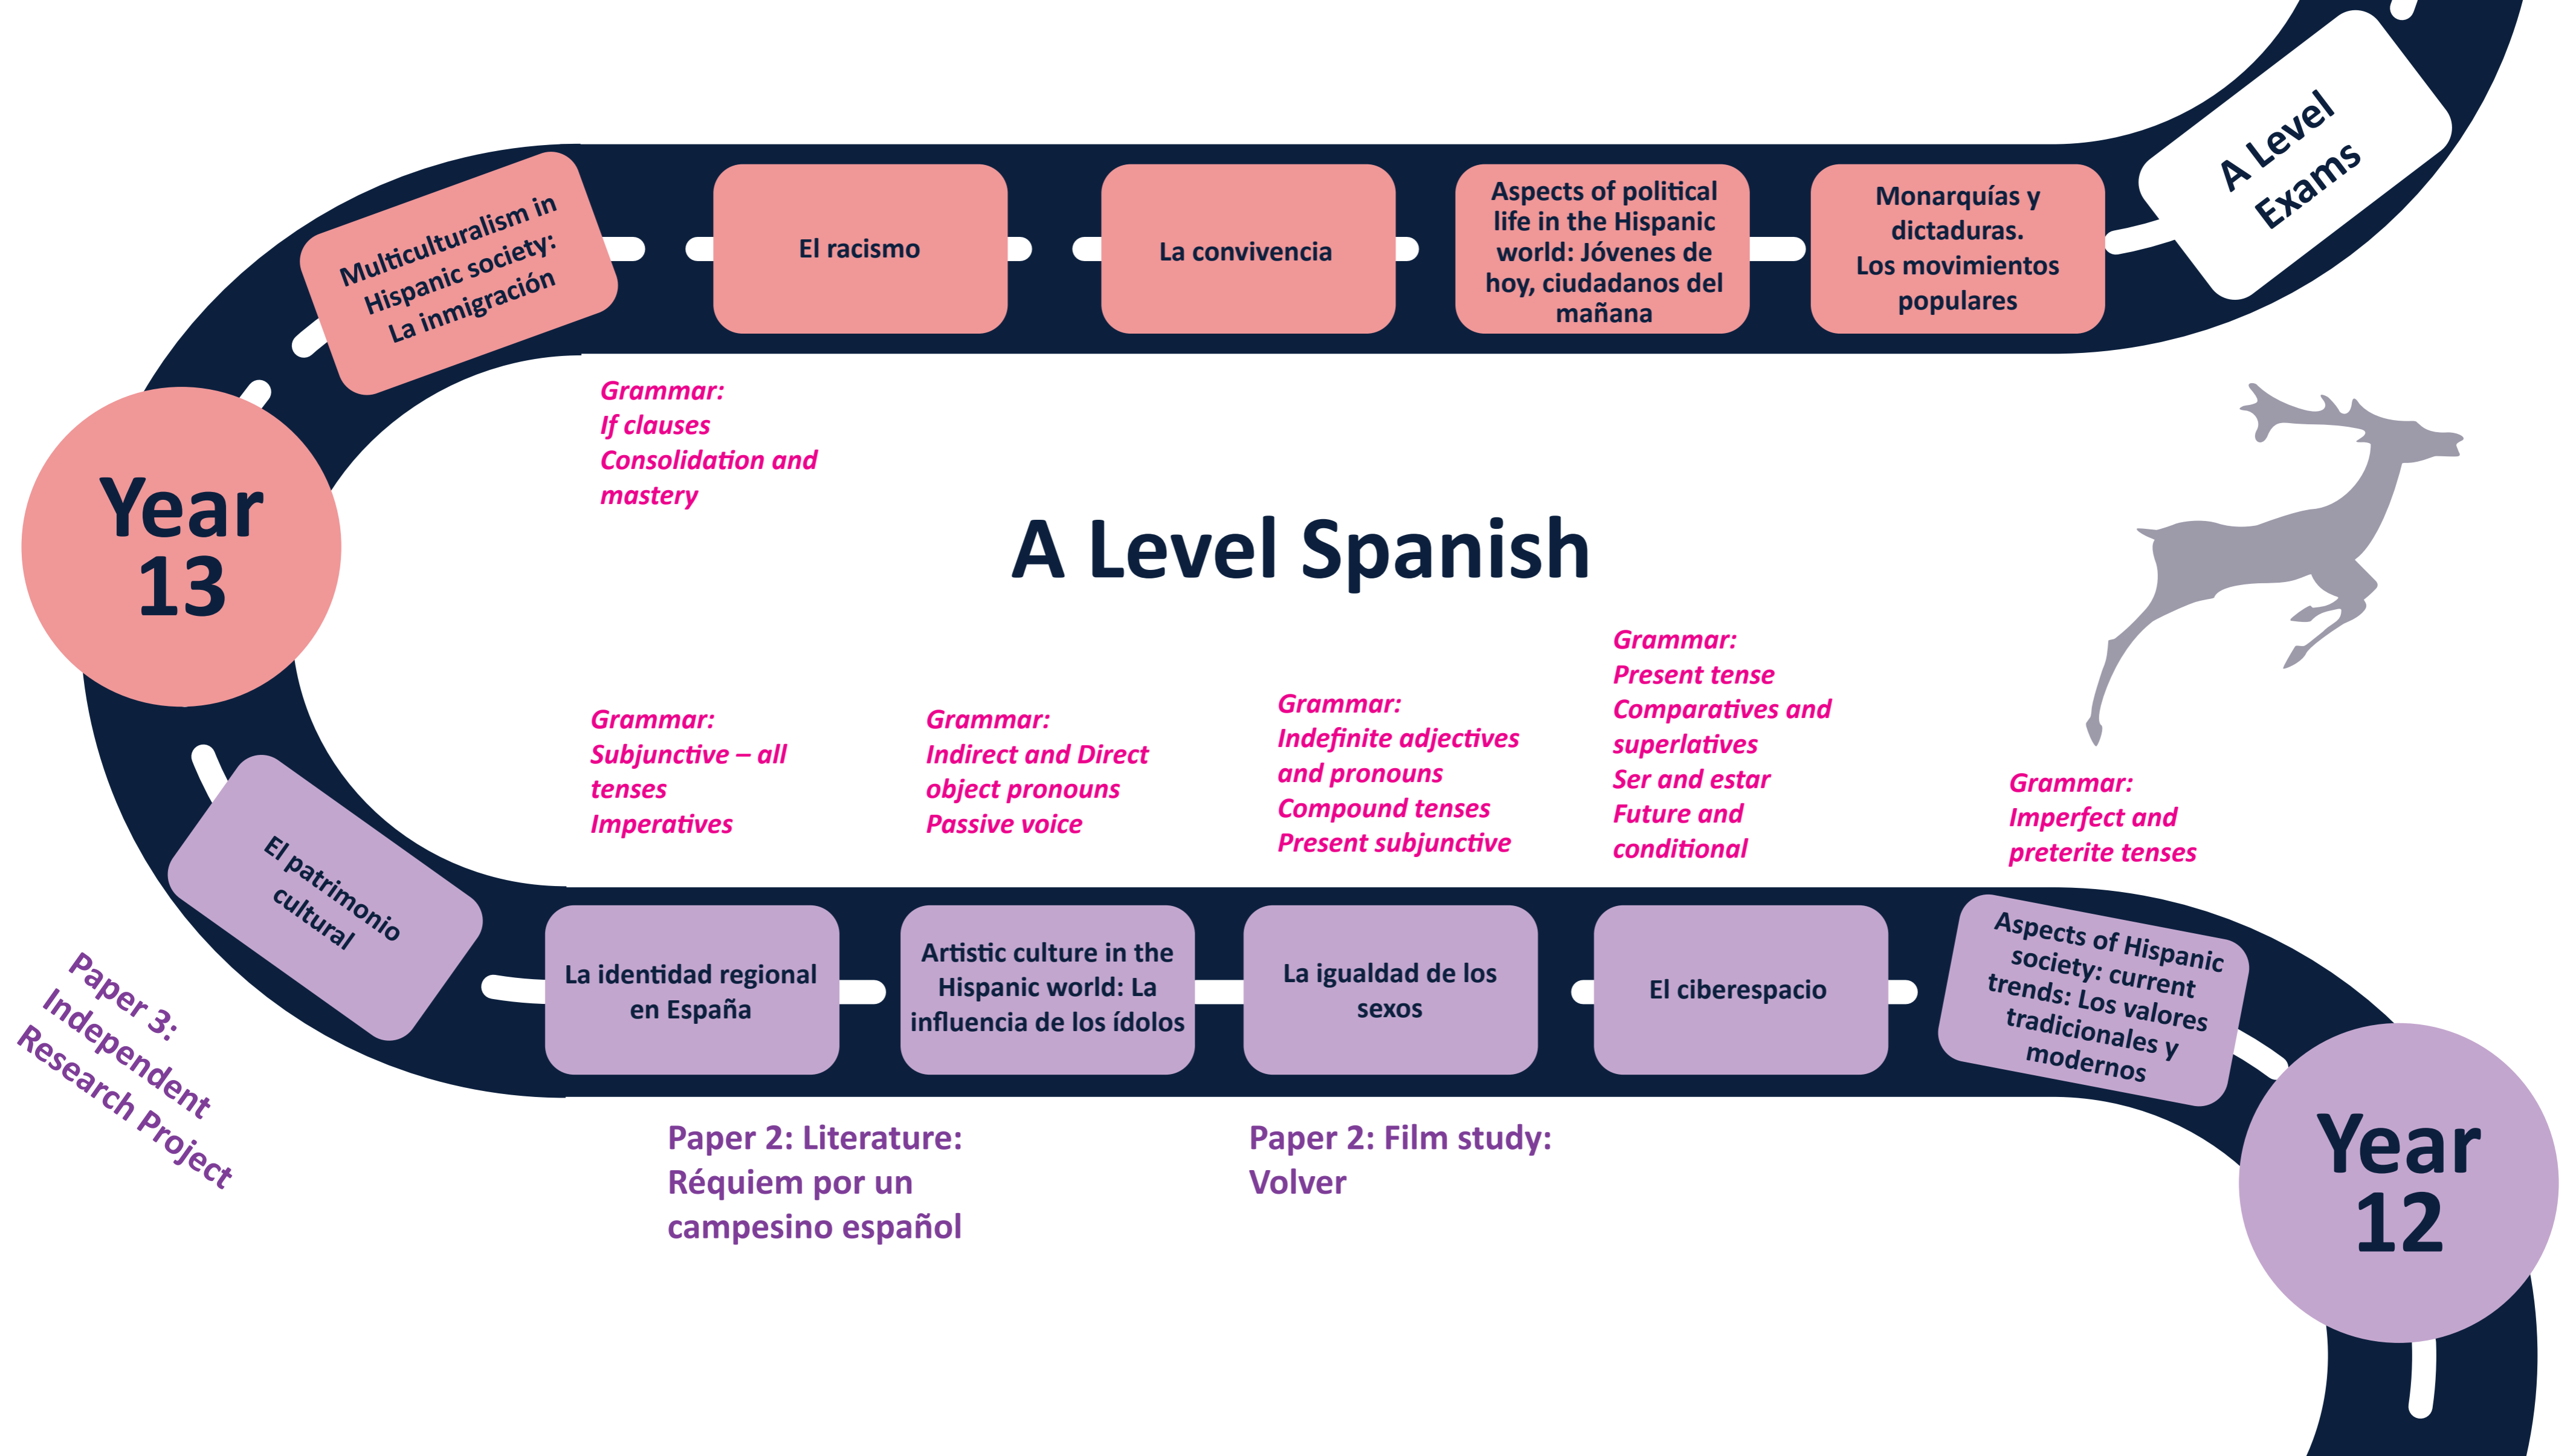 A Level
Exams
Multiculturalism in
Hispanic society:
La inmigración
El racismo
La convivencia
Aspects of political
life in the Hispanic
world: Jóvenes de
hoy, ciudadanos del
mañana
Monarquías y
dictaduras.
Los movimientos
populares
Grammar:
If clauses
Consolidation and
mastery
Year
13
A Level Spanish
Grammar:
Subjunctive – all
tenses
Imperatives
Grammar:
Indirect and Direct
object pronouns
Passive voice
Grammar:
Indefinite adjectives
and pronouns
Compound tenses
Present subjunctive
Grammar:
Present tense
Comparatives and
superlatives
Ser and estar
Future and
conditional
Grammar:
Imperfect and
preterite tenses
El patrimonio
cultural
La identidad regional
en España
Artistic culture in the
Hispanic world: La
influencia de los ídolos
La igualdad de los
sexos
El ciberespacio
Aspects of Hispanic
society: current
trends: Los valores
tradicionales y
modernos
Paper 3:
Independent
Research Project
Paper 2: Literature:
Réquiem por un
campesino español
Paper 2: Film study:
Volver
Year
12